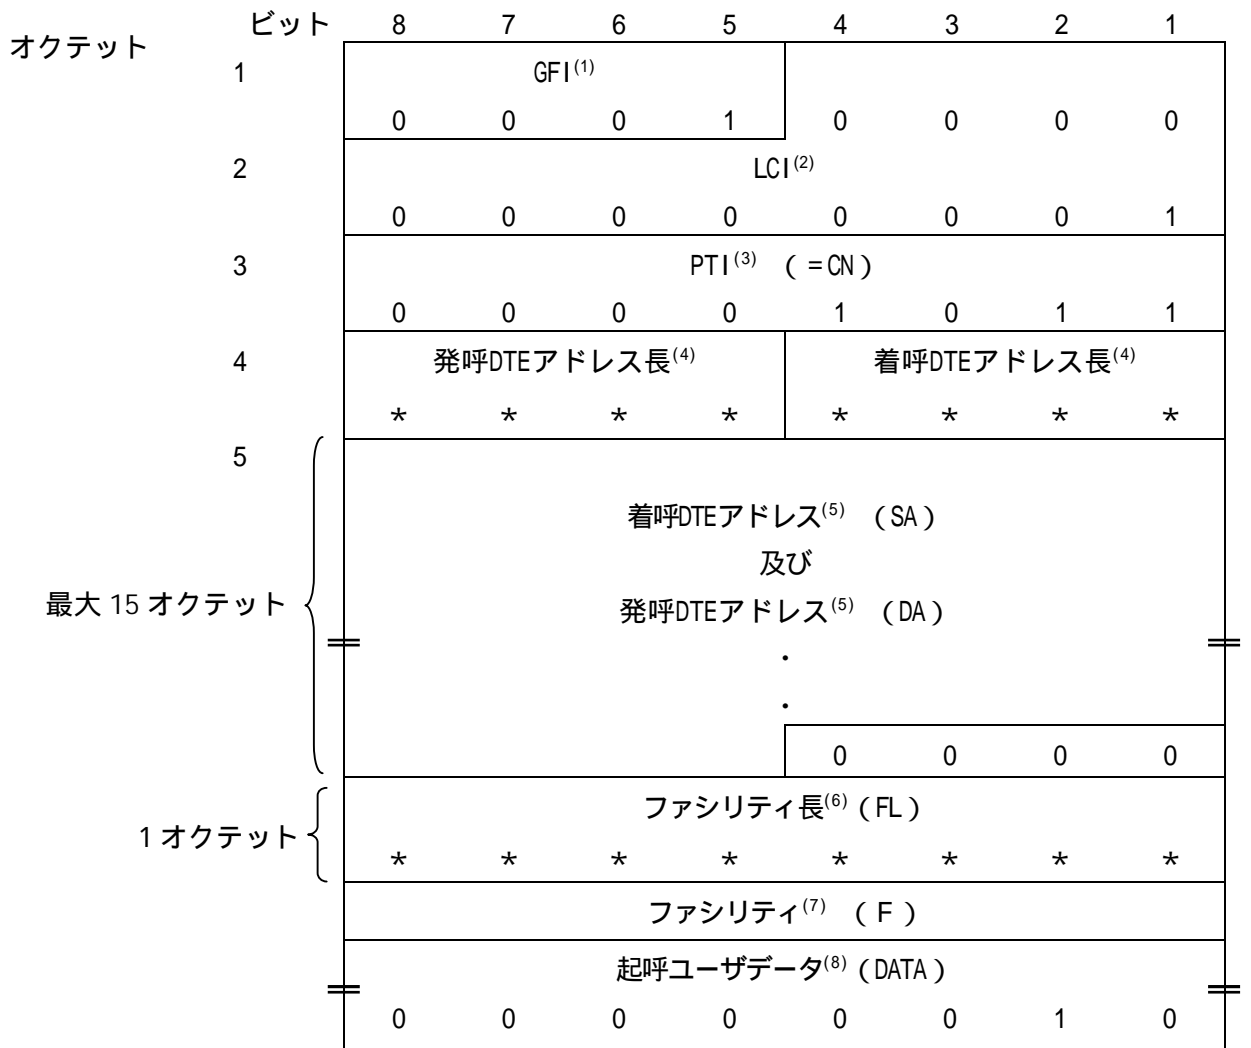 ビット 8 7 6 5 4 3 2 1
オクテット
1 GFI(1)
0 0 0 1 0 0 0 0
2 LCI(2)
0 0 0 0 0 0 0 1
3 PTI(3) (=CN)
0 0 0 0 1 0 1 1
4 発呼DTEアドレス長(4) 着呼DTEアドレス長(4)
* * * * * * * *
5
着呼DTEアドレス(5) (SA)
及び
最大 15 オクテット 発呼DTEアドレス(5) (DA)
・
・
0 0 0 0
ファシリティ長(6) (FL)
1 オクテット
* * * * * * * *
ファシリティ(7) (F)
起呼ユーザデータ(8) (DATA)
0 0 0 0 0 0 1 0